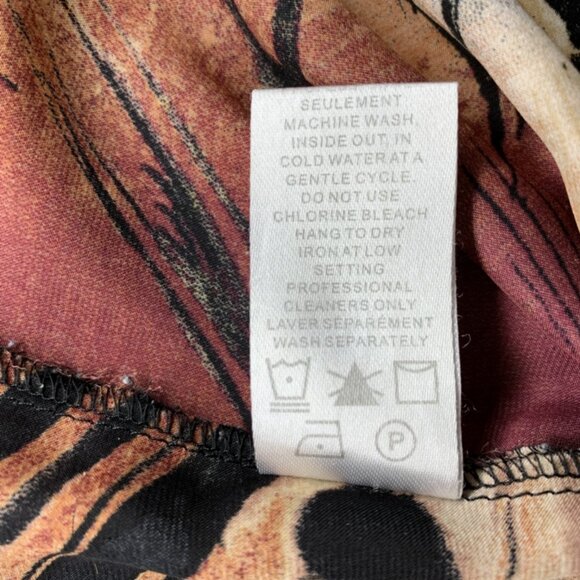 SEULEMENT
MACHINE WASH,
INSIDE OUT, IN
COLD WATER AT A
GENTLE CYCLE.
DO NOT USE
CHLORINE BLEACH
HANG TO DRY
IRON AT LOW
SETTING
PROFESSIONAL
CLEANERS ONLY
LAVER SEPAREMENT
WASH SEPARATELY
P